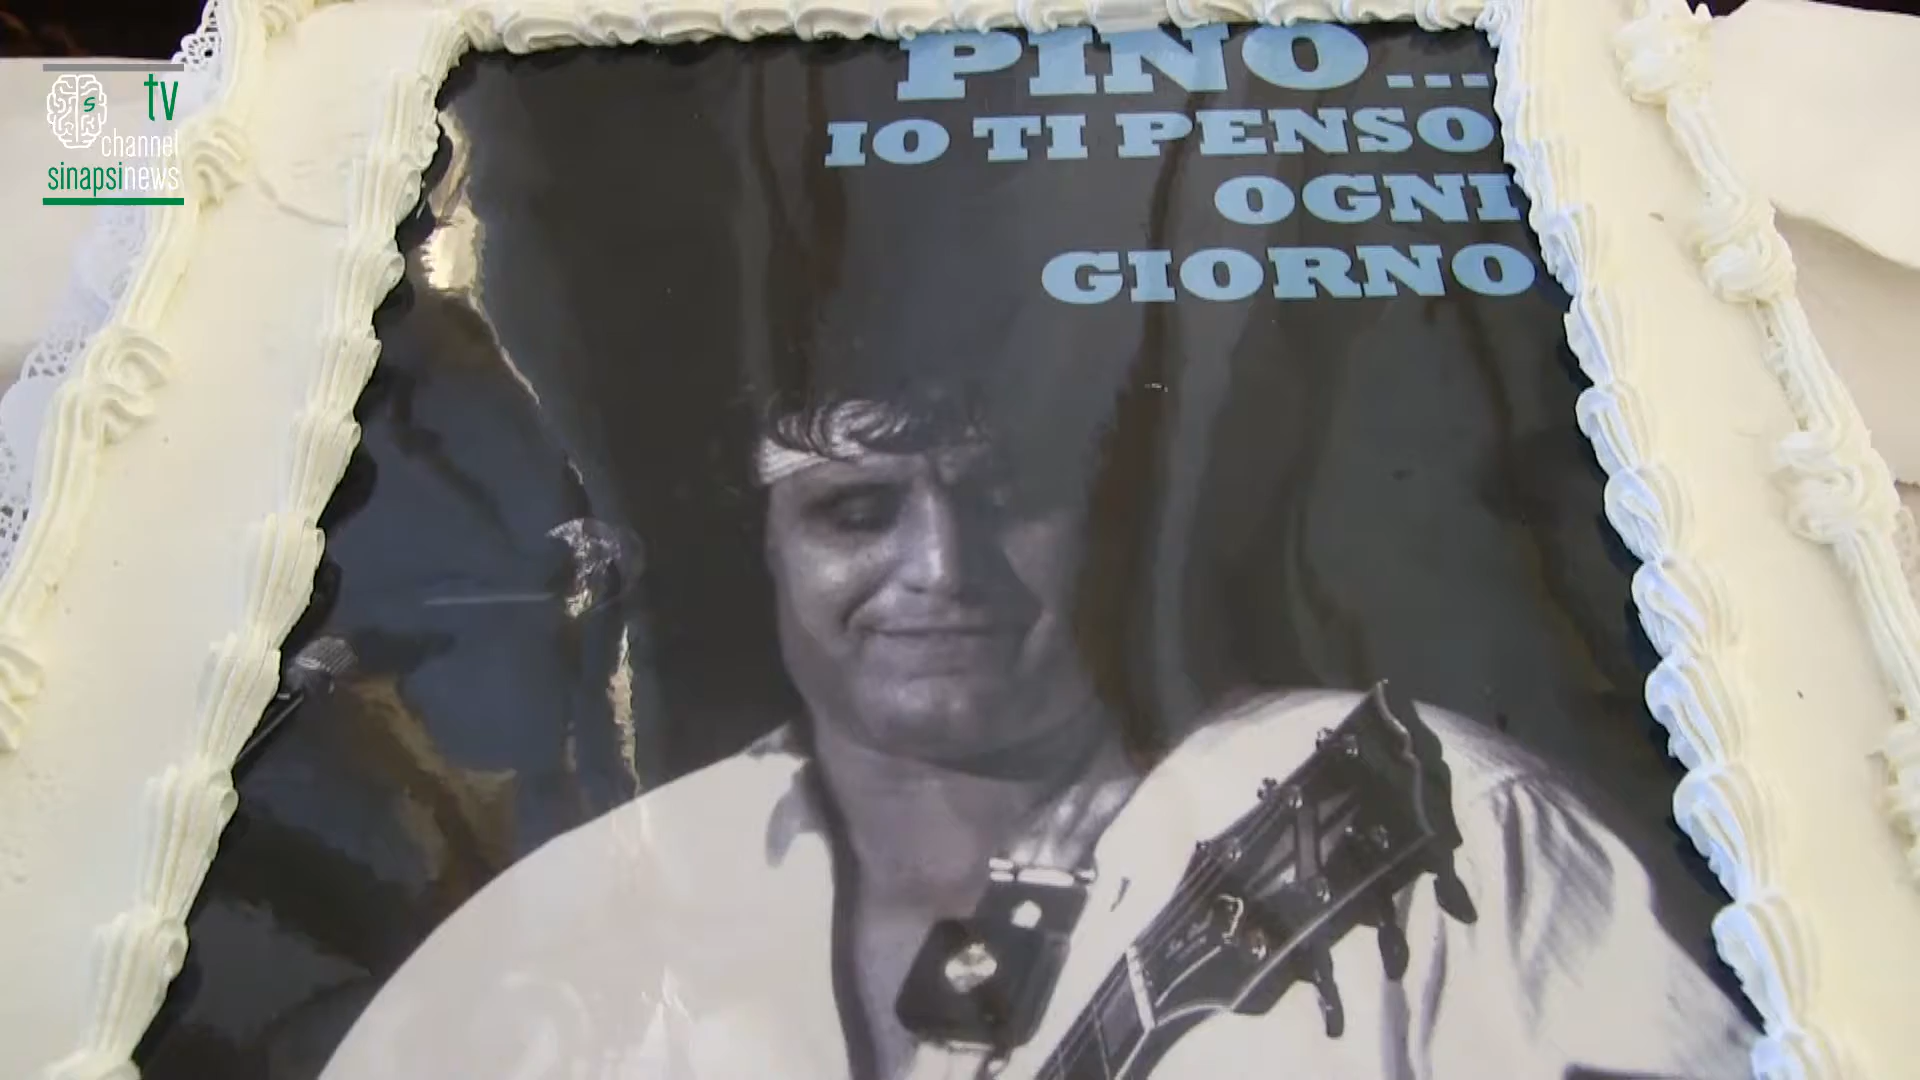 PINO...
IO TI PENSO
OGNI
GIORNO
tv
channel
sinapsinews
S